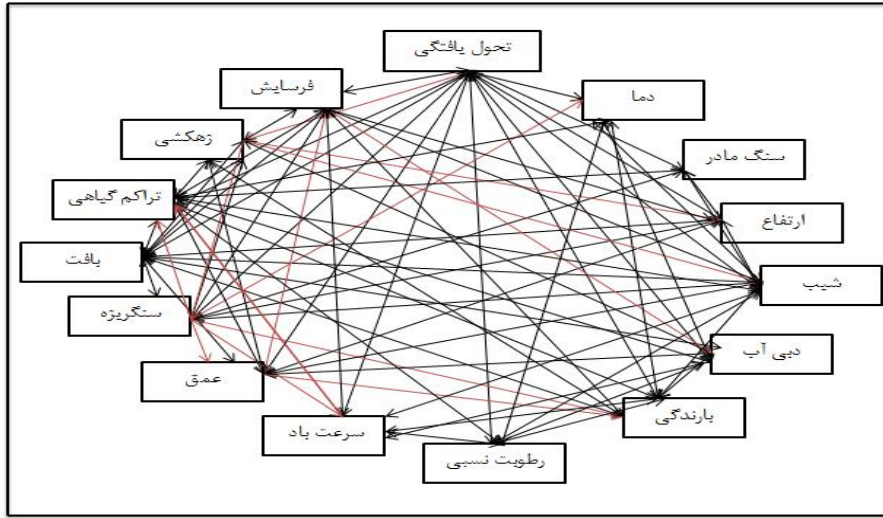 تحول یافتگی
فرسایش
دما
زهکشی
سنگ مادر
تراکم گیاهی
ارتفاع
بافت
شیب
سنگریزه
دبی آب
عمق
بارندگی
سرعت باد
رطوبت نسبی